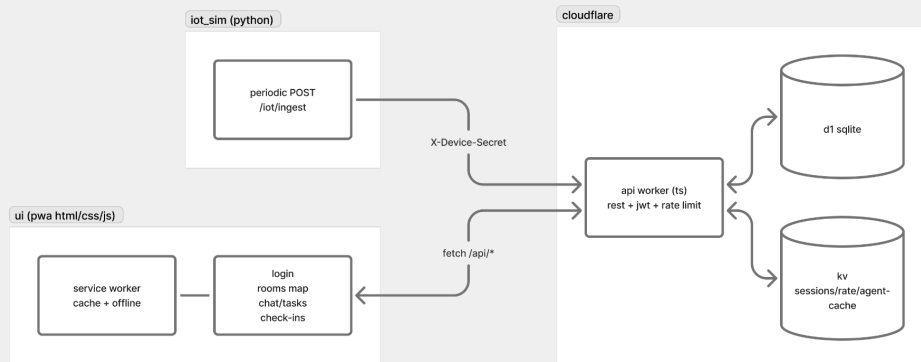 iot_sim (python)
periodic POST
/iot/ingest
X-Device-Secret
cloudflare
d1 sqlite
api worker (ts)
rest + jwt + rate limit
kv
sessions/rate/agent-
cache
ui (pwa html/css/js)
service worker
cache + offline
login
rooms map
chat/tasks
check-ins
fetch /api/*